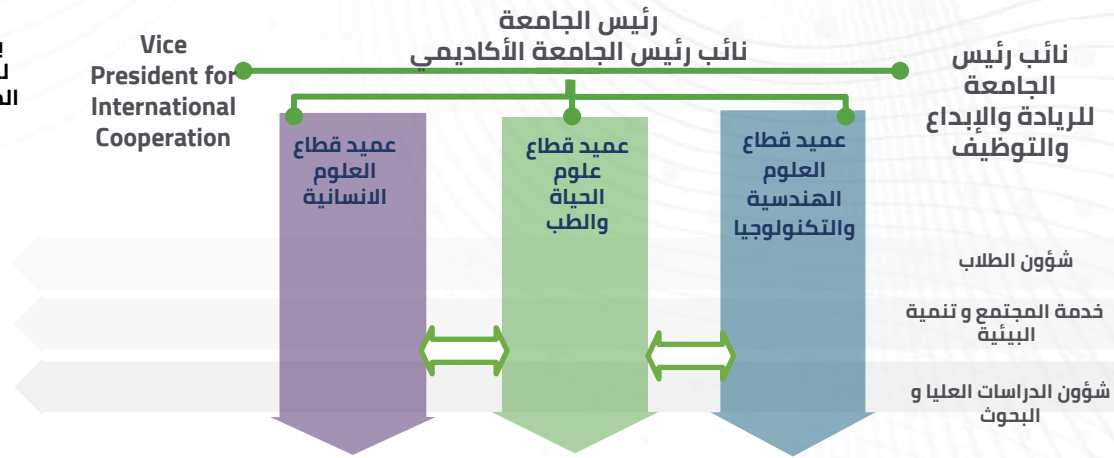 رئيس الجامعة
نائب رئيس الجامعة الأكاديمي
نائب رئيس
الجامعة
للريادة والإبداع
والتوظيف
Vice
President for
International
Cooperation
عميد قطاع
العلوم
الهندسية
والتكنولوجيا
عميد قطاع
علوم
الحياة
والطب
عميد قطاع
العلوم
الانسانية
شؤون الطلاب
خدمة المجتمع و تنمية
البيئية
شؤون الدراسات العليا و
البحوث